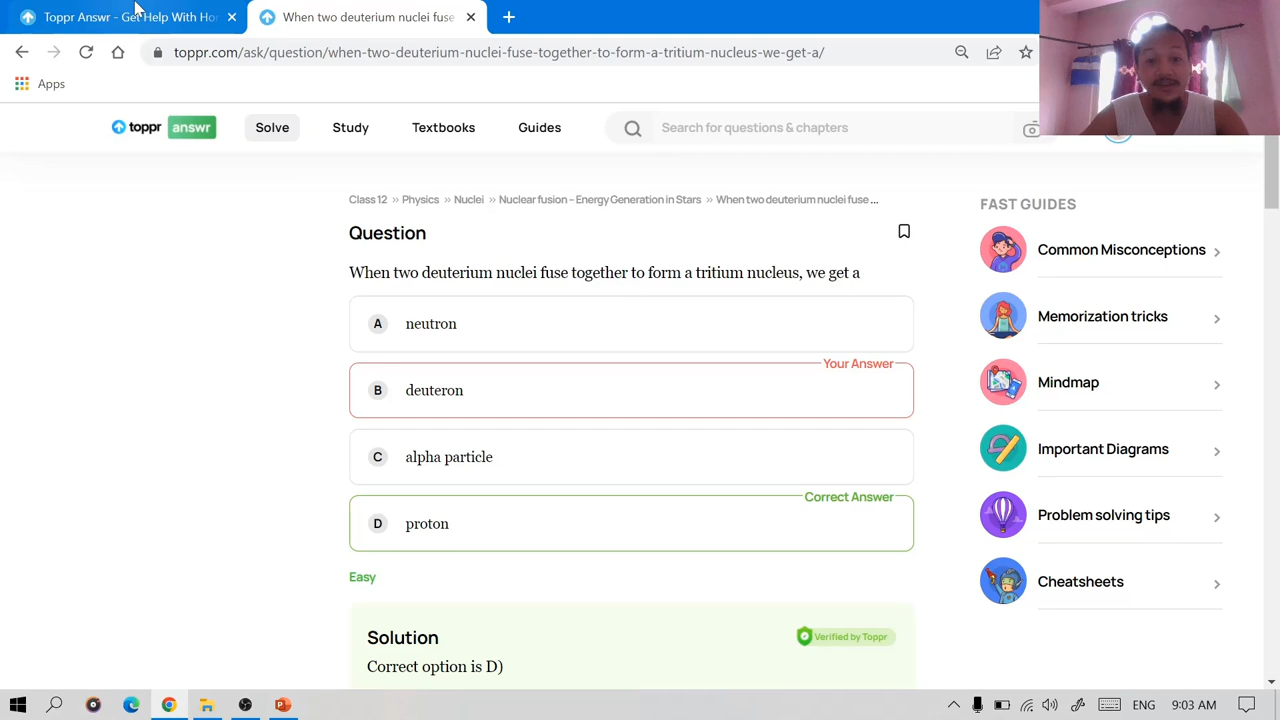 Toppr Answr - Get Help With Hor
When two deuterium nuclei fuse
toppr.com/ask/question/when-two-deuterium-nuclei-fuse-together-to-form-a-tritium-nucleus-we-get-a/
Apps
toppr answr
Solve
Study
Textbooks
Guides
Search for questions & chapters
Class 12 » Physics » Nuclei » Nuclear fusion – Energy Generation in Stars » When two deuterium nuclei fuse ...
Question
When two deuterium nuclei fuse together to form a tritium nucleus, we get a
A neutron
Your Answer
B deuteron
C alpha particle
Correct Answer
D proton
Easy
Solution
Verified by Toppr
Correct option is D)
FAST GUIDES
Common Misconceptions
Memorization tricks
Mindmap
Important Diagrams
Problem solving tips
Cheatsheets
ENG
9:03 AM